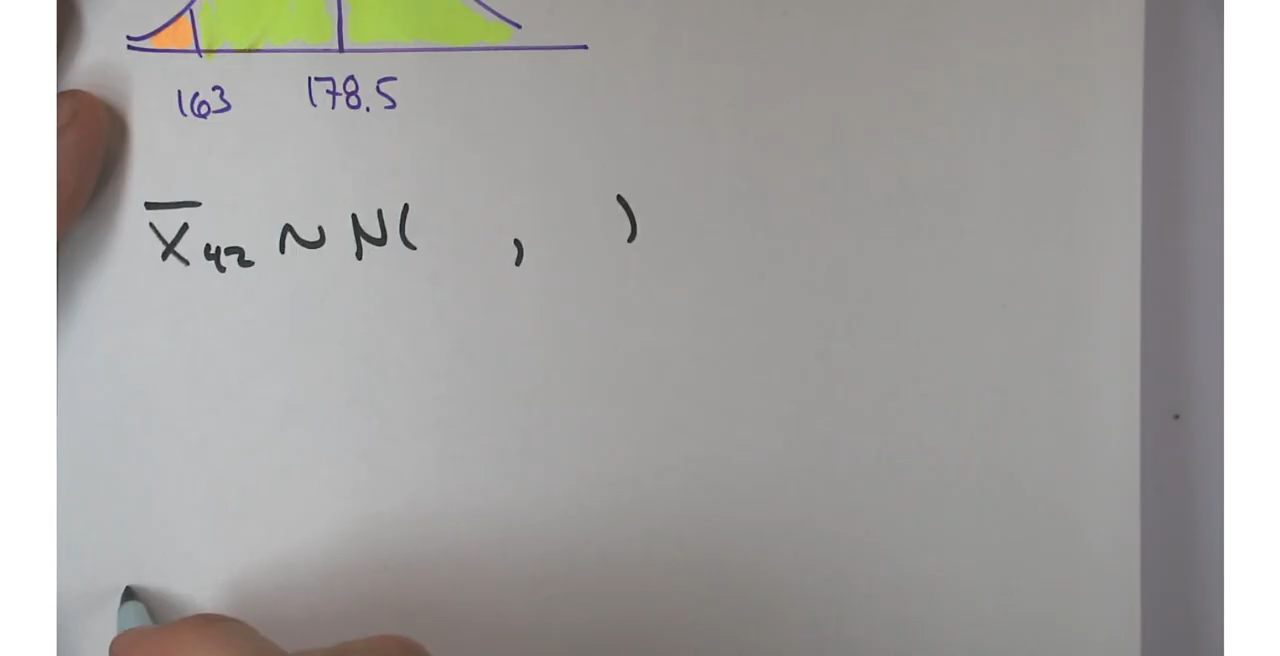 163 178.5
X̄₄₂ ~ N( , )